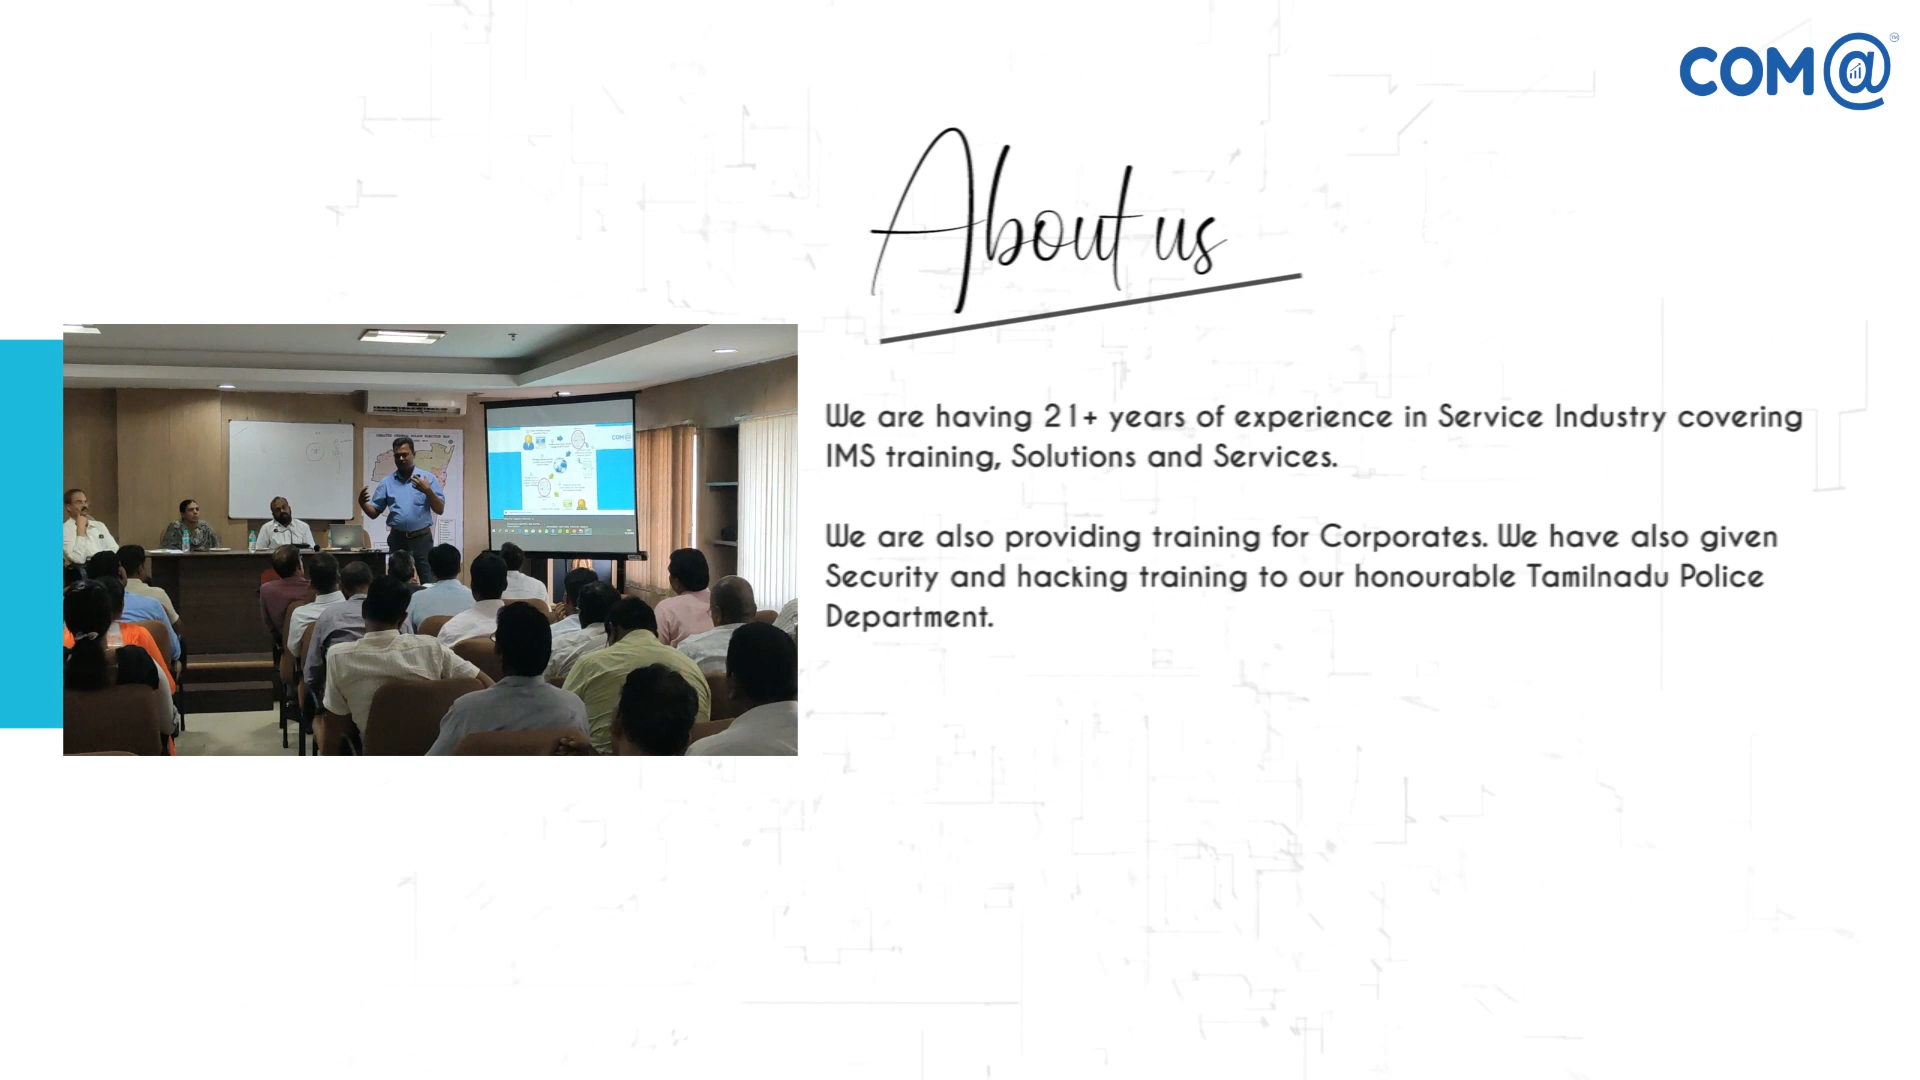 COM@
TM
About us
We are having 21+ years of experience in Service Industry covering
IMS training, Solutions and Services.
We are also providing training for Corporates. We have also given
Security and hacking training to our honourable Tamilnadu Police
Department.
COM@